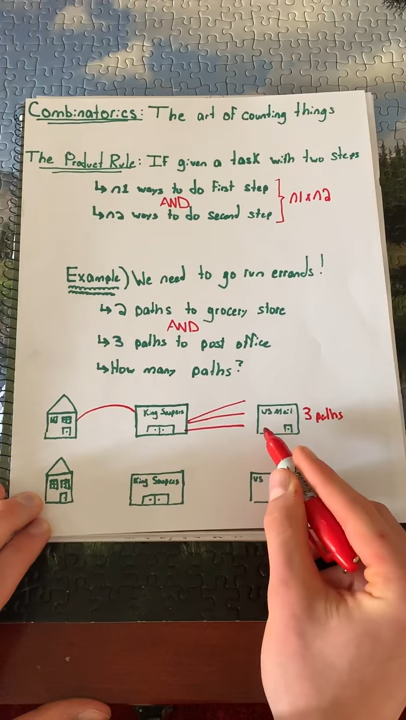 Combinatorics: The art of counting things
The Product Rule: IF given a task with two steps
↳ n1 ways to do first step
AND
↳ n2 ways to do second step
n1 x n2
Example) We need to go run errands!
↳ 2 paths to grocery store
AND
↳ 3 paths to post office
↳ How many paths?
King Soopers
US Mail
3 paths
King Soopers
US